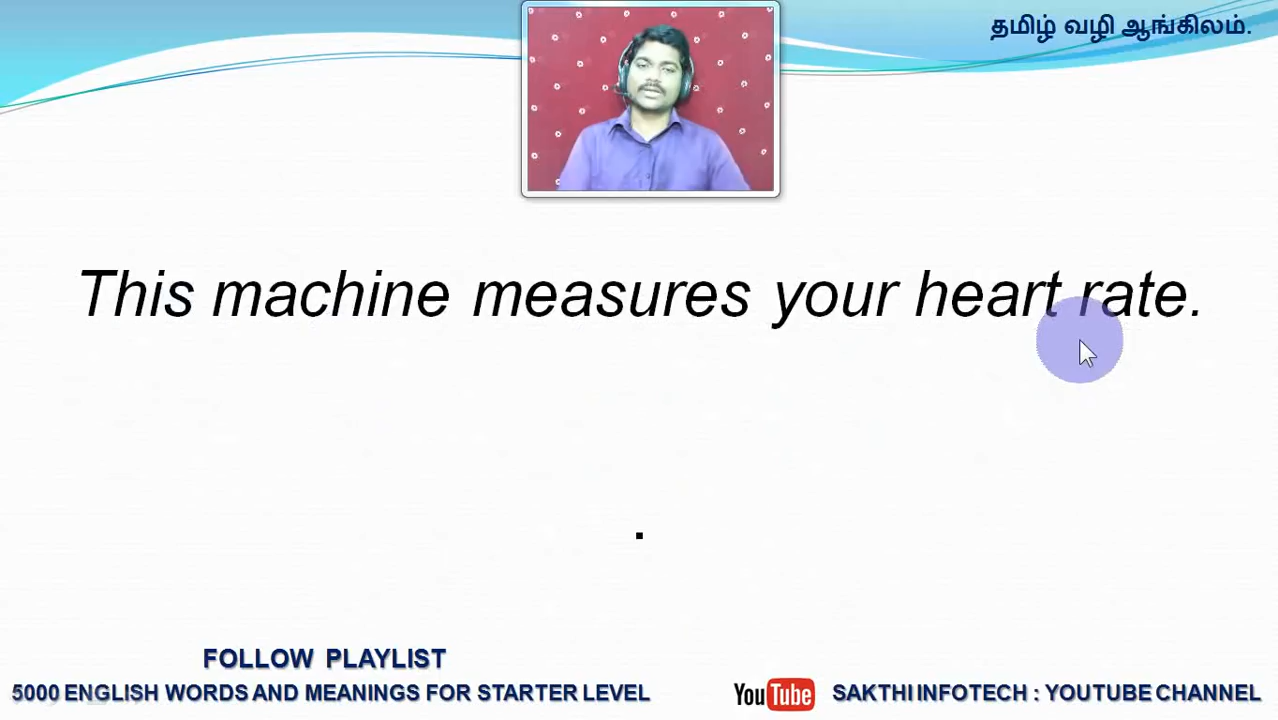 தமிழ் வழி ஆங்கிலம்.
This machine measures your heart rate.
.
FOLLOW PLAYLIST
5000 ENGLISH WORDS AND MEANINGS FOR STARTER LEVEL
YouTube SAKTHI INFOTECH : YOUTUBE CHANNEL